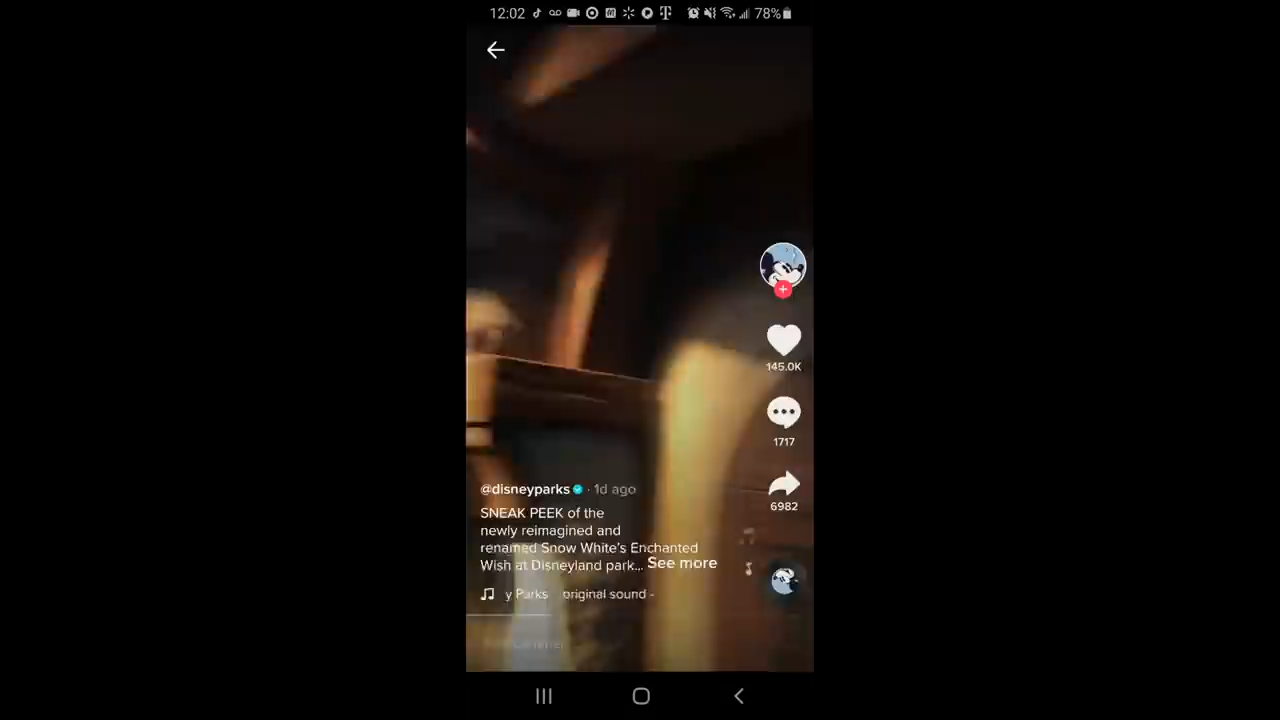 12:02
78%
145.0K
1717
6982
@disneyparks · 1d ago
SNEAK PEEK of the
newly reimagined and
renamed Snow White's Enchanted
Wish at Disneyland park... See more
y Parks original sound -